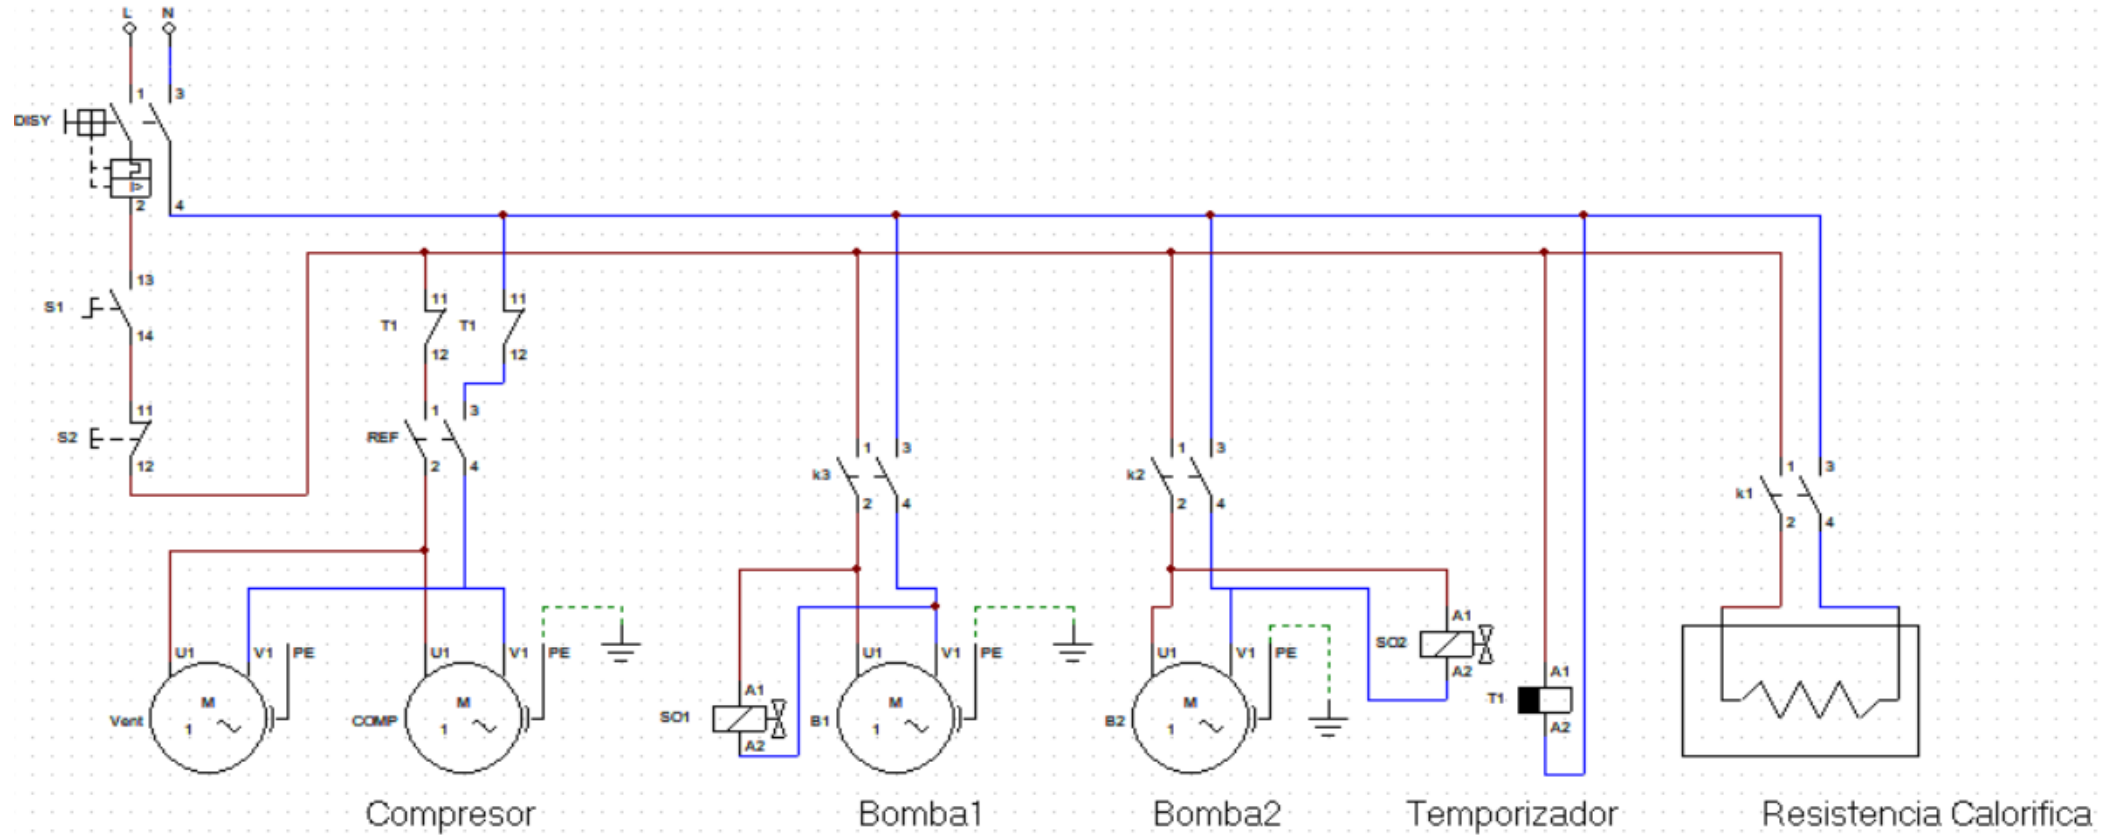 L N
1 3
DISY
I>
2 4
13
S1
14
11
S2
12
11 11
T1 T1
12 12
1 3
REF
2 4
1 3
k3
2 4
1 3
k2
2 4
1 3
k1
2 4
U1 V1 PE
M
1
Vent
U1 V1 PE
M
1
COMP
A1
SO1
A2
U1 V1 PE
M
1
B1
U1 V1 PE
M
1
B2
A1
SO2
A2
A1
T1
A2
Compresor
Bomba1
Bomba2
Temporizador
Resistencia Calorifica